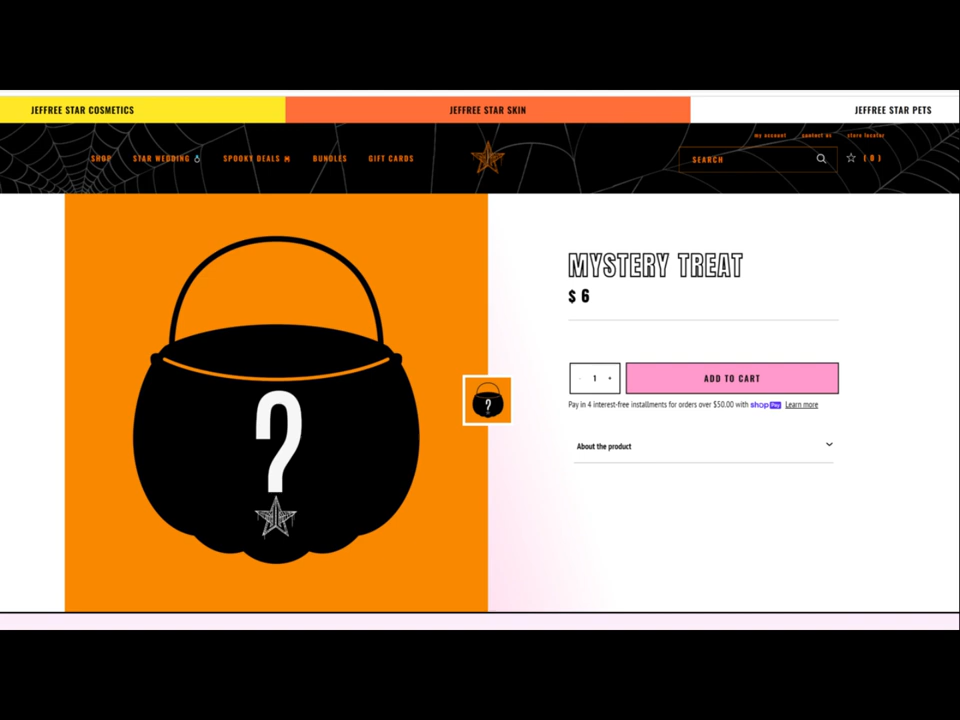 JEFFREE STAR COSMETICS
JEFFREE STAR SKIN
JEFFREE STAR PETS
my account contact us store locator
SHOP STAR WEDDING SPOOKY DEALS BUNDLES GIFT CARDS
SEARCH
( 0 )
MYSTERY TREAT
$ 6
- 1 +
ADD TO CART
Pay in 4 interest-free installments for orders over $50.00 with shop Pay Learn more
About the product
?
?